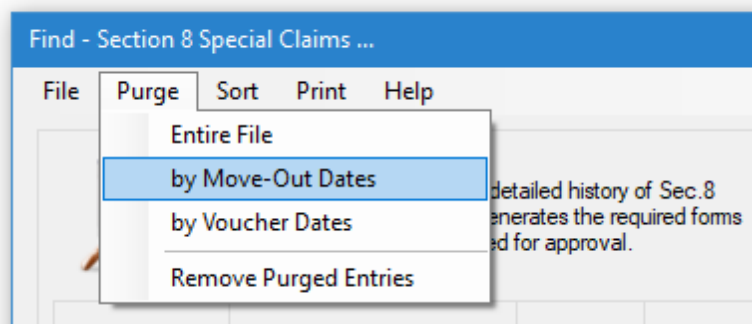 Find - Section 8 Special Claims ...
File Purge Sort Print Help
Entire File
by Move-Out Dates
by Voucher Dates
Remove Purged Entries
detailed history of Sec.8
enerates the required forms
ed for approval.